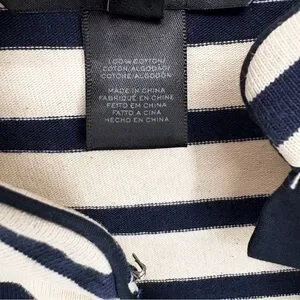 100% COTTON/
COTON/ALGODÃO/
COTONE/ALGODÓN
MADE IN CHINA
FABRIQUÉ EN CHINE
FEITO EM CHINA
FATTO A CINA
HECHO EN CHINA